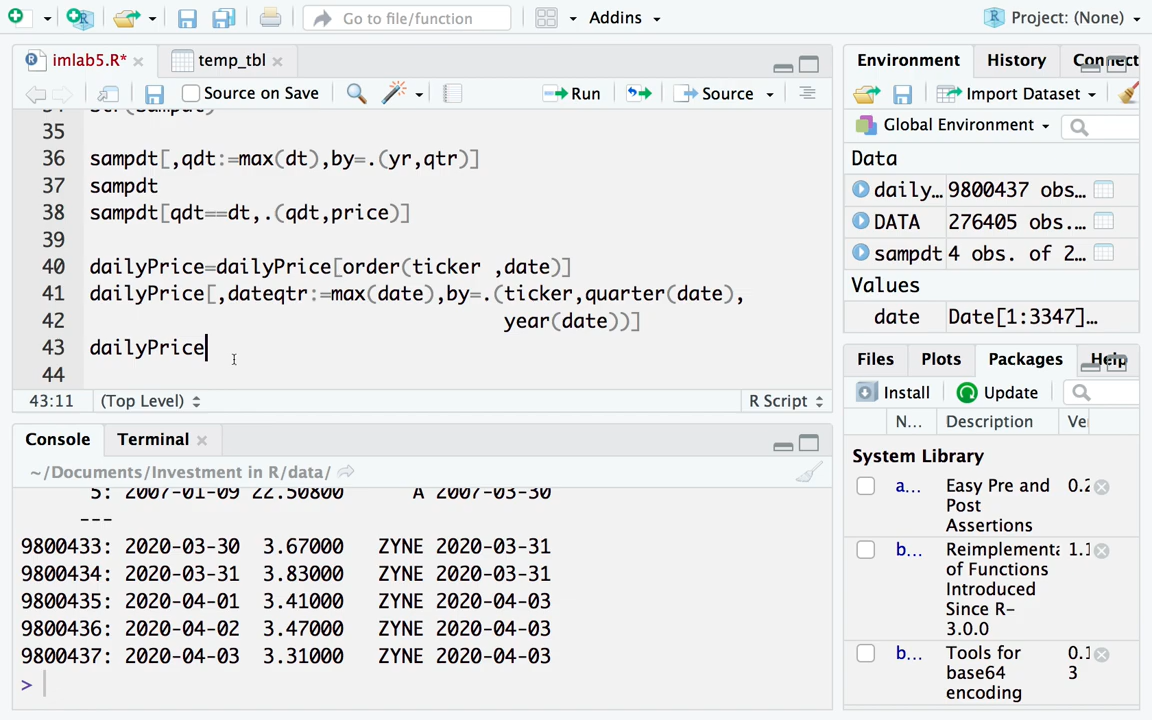 Go to file/function
Addins
Project: (None)
imlab5.R*
temp_tbl
Source on Save
Run
Source
35
36 sampdt[,qdt:=max(dt),by=.(yr,qtr)]
37 sampdt
38 sampdt[qdt==dt,.(qdt,price)]
39
40 dailyPrice=dailyPrice[order(ticker ,date)]
41 dailyPrice[,dateqtr:=max(date),by=.(ticker,quarter(date),
42 year(date))]
43 dailyPrice
44
43:11 (Top Level) R Script
Console Terminal
~/Documents/Investment in R/data/
5: 2007-01-09 22.50800 A 2007-03-30
---
9800433: 2020-03-30 3.67000 ZYNE 2020-03-31
9800434: 2020-03-31 3.83000 ZYNE 2020-03-31
9800435: 2020-04-01 3.41000 ZYNE 2020-04-03
9800436: 2020-04-02 3.47000 ZYNE 2020-04-03
9800437: 2020-04-03 3.31000 ZYNE 2020-04-03
>
Environment History
Import Dataset
Global Environment
Data
daily… 9800437 obs…
DATA 276405 obs.…
sampdt 4 obs. of 2…
Values
date Date[1:3347]…
Files Plots Packages Help
Install Update
N… Description Ve
System Library
a… Easy Pre and 0.2
Post
Assertions
b… Reimplementa 1.1
of Functions
Introduced
Since R-
3.0.0
b… Tools for 0.1
base64 3
encoding